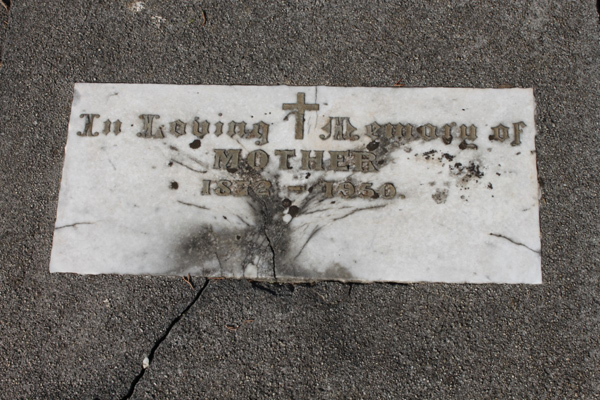 In Loving Memory of
MOTHER